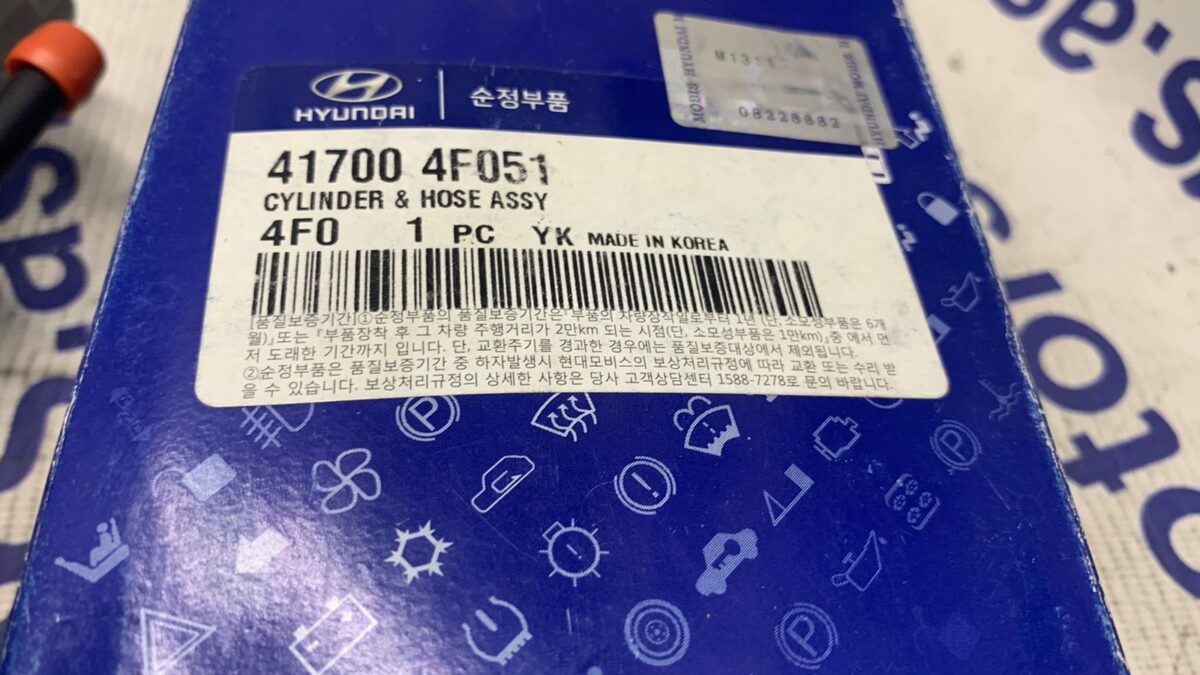 HYUNDAI 순정부품
M1311
08228882
MOBIS HYUNDAI M
HYUNDAI MOBIS H
41700 4F051
CYLINDER & HOSE ASSY
4F0 1 PC YK MADE IN KOREA
[품질보증기간]①순정부품의 품질보증기간은「부품의 차량장착일로부터 1년 (단, 소모성부품은 6개
월)」또는「부품장착 후 그 차량 주행거리가 2만km 되는 시점(단, 소모성부품은 1만km)」중 에서 먼
저 도래한 기간까지 입니다. 단, 교환주기를 경과한 경우에는 품질보증대상에서 제외됩니다.
②순정부품은 품질보증기간 중 하자발생시 현대모비스의 보상처리규정에 따라 교환 또는 수리 받
을 수 있습니다. 보상처리규정의 상세한 사항은 당사 고객상담센터 1588-7278로 문의 바랍니다.